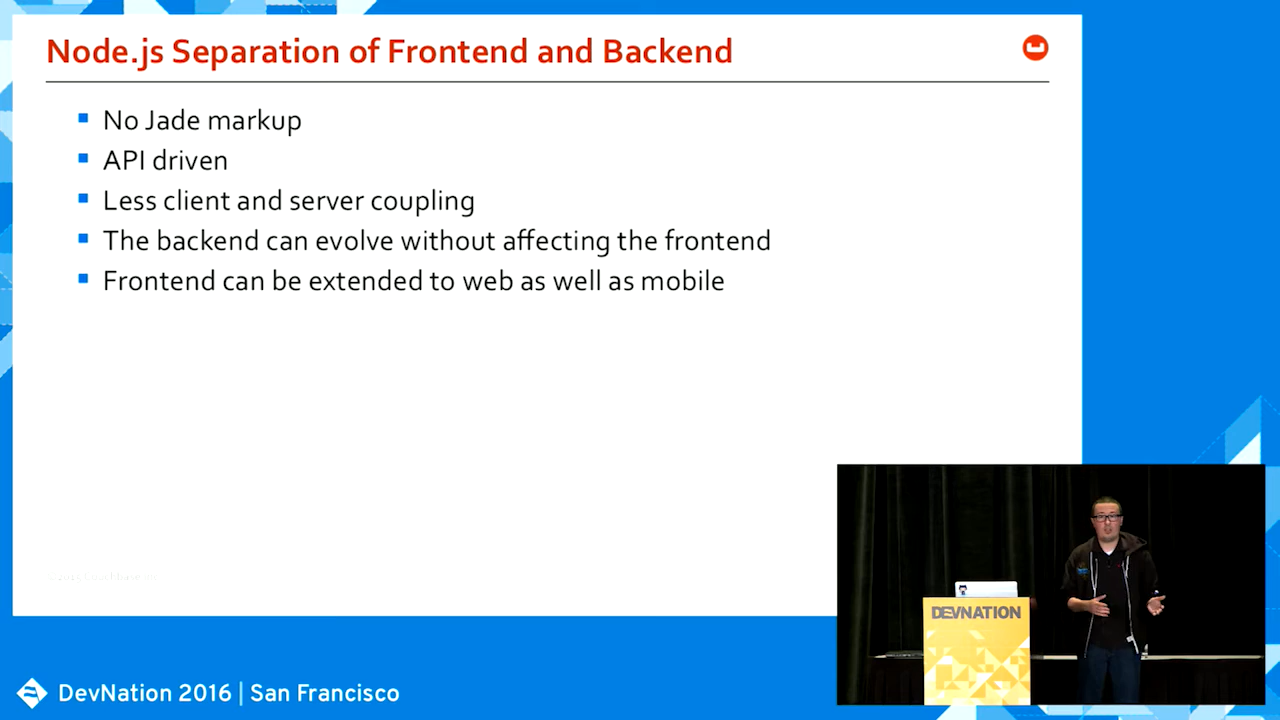 Node.js Separation of Frontend and Backend
No Jade markup
API driven
Less client and server coupling
The backend can evolve without affecting the frontend
Frontend can be extended to web as well as mobile
DEVNATION
DevNation 2016 | San Francisco